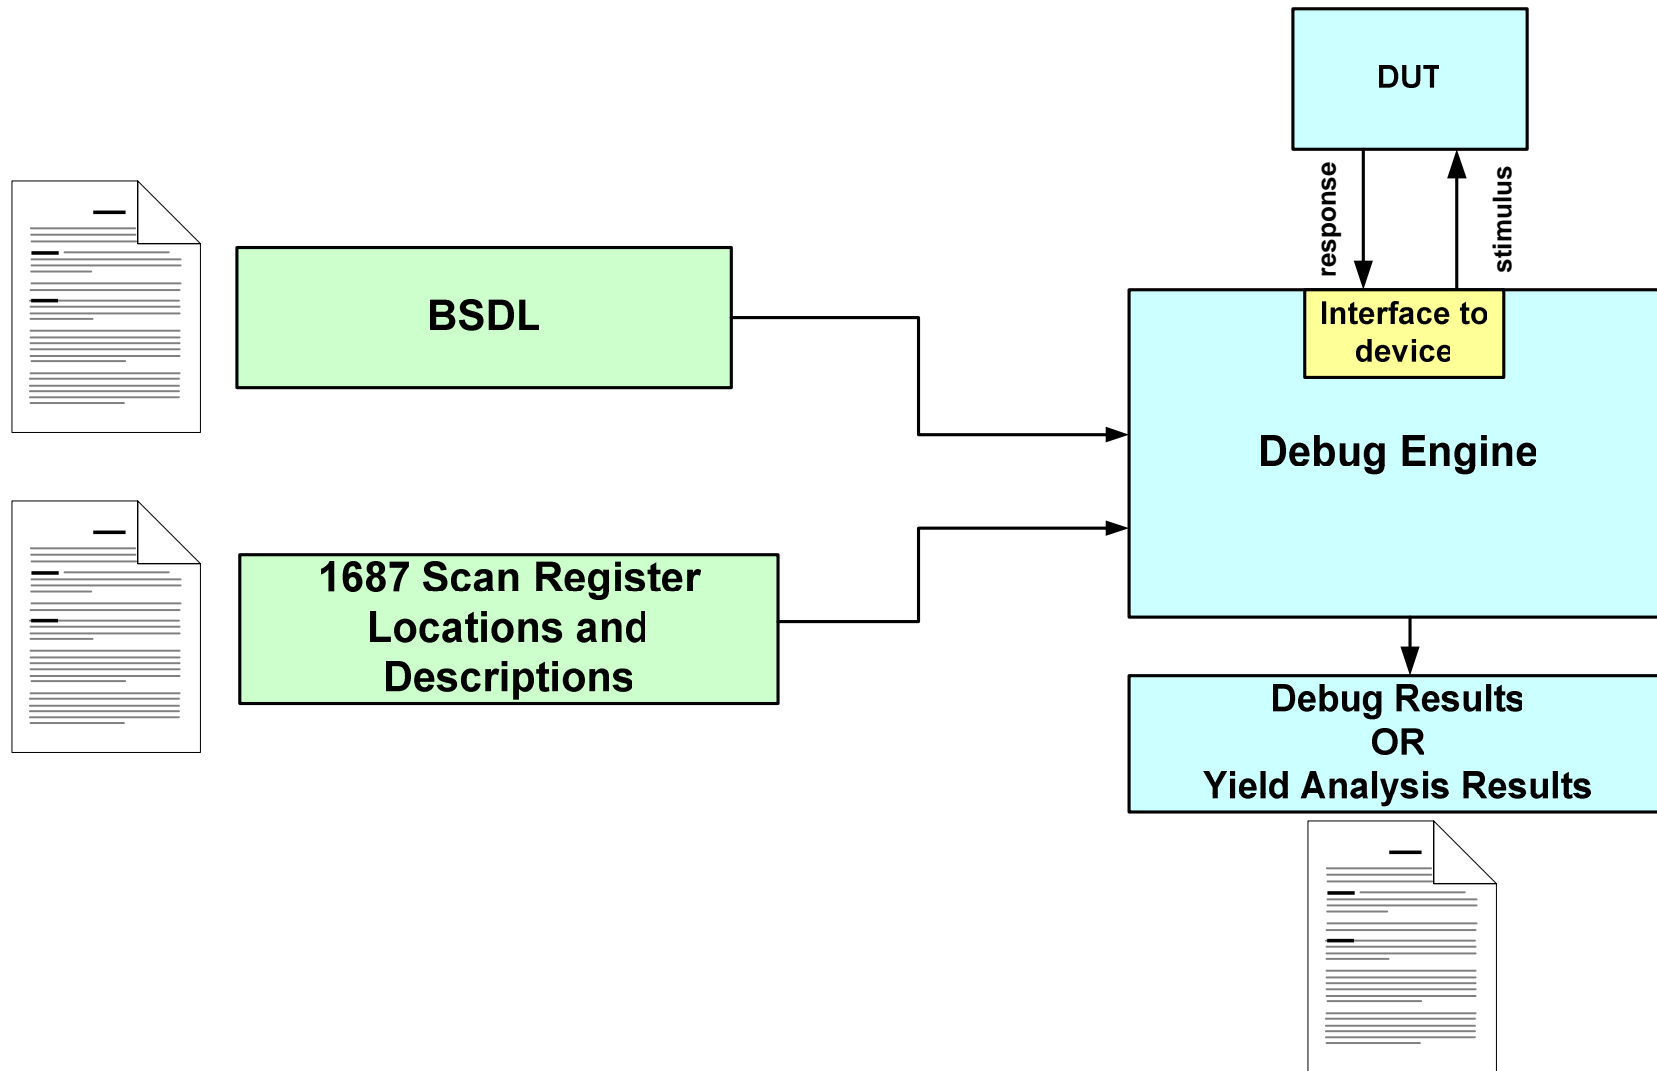 DUT
response
stimulus
BSDL
Interface to
device
Debug Engine
1687 Scan Register
Locations and
Descriptions
Debug Results
OR
Yield Analysis Results